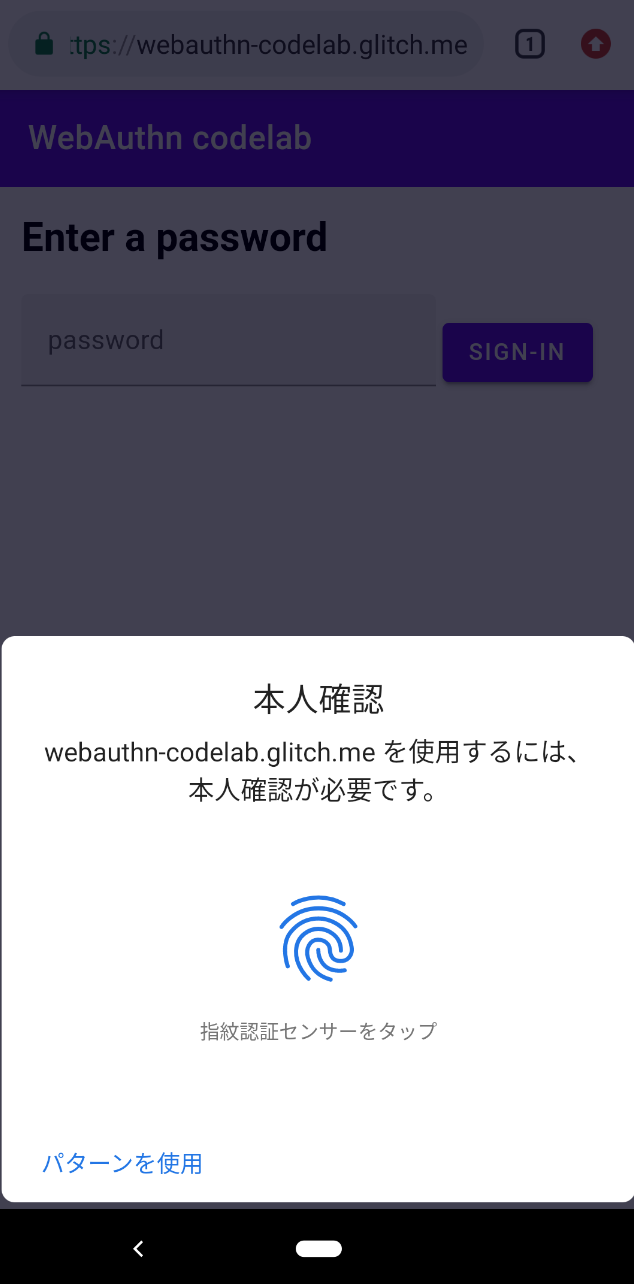 ttps://webauthn-codelab.glitch.me
1
WebAuthn codelab
Enter a password
password
SIGN-IN
本人確認
webauthn-codelab.glitch.me を使用するには、
本人確認が必要です。
指紋認証センサーをタップ
パターンを使用